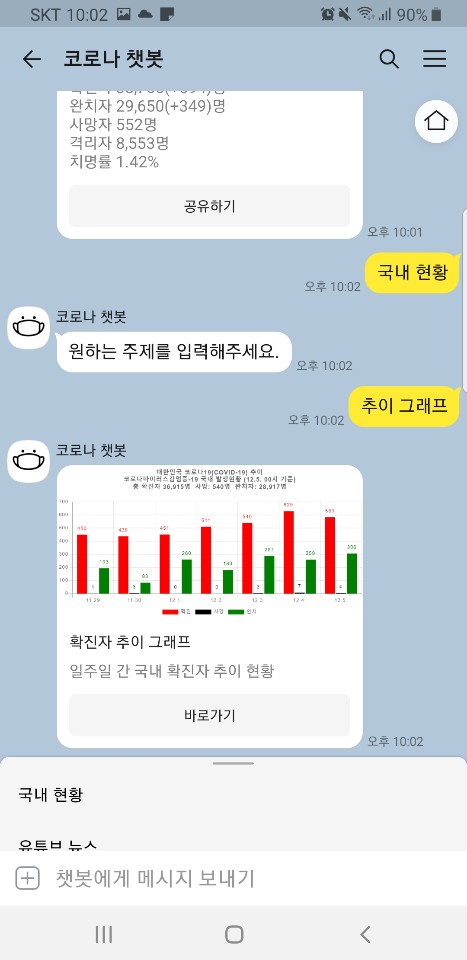 SKT 10:02
90%
코로나 챗봇
완치자 29,650(+349)명
사망자 552명
격리자 8,553명
치명률 1.42%
공유하기
오후 10:01
국내 현황
오후 10:02
코로나 챗봇
원하는 주제를 입력해주세요.
오후 10:02
추이 그래프
오후 10:02
코로나 챗봇
대한민국 코로나19(COVID-19) 추이
코로나바이러스감염증-19 국내 발생현황 (12.5. 00시 기준)
총 확진자 36,915명 사망: 540명 완치자: 28,917명
700
600
500
400
300
200
100
0
450
1
193
438
3
83
451
0
260
511
0
180
540
3
287
629
7
258
583
4
306
11.29
11.30
12.1
12.2
12.3.
12.4
12.5
확진
사망
완치
확진자 추이 그래프
일주일 간 국내 확진자 추이 현황
바로가기
오후 10:02
국내 현황
유튜브 뉴스
챗봇에게 메시지 보내기